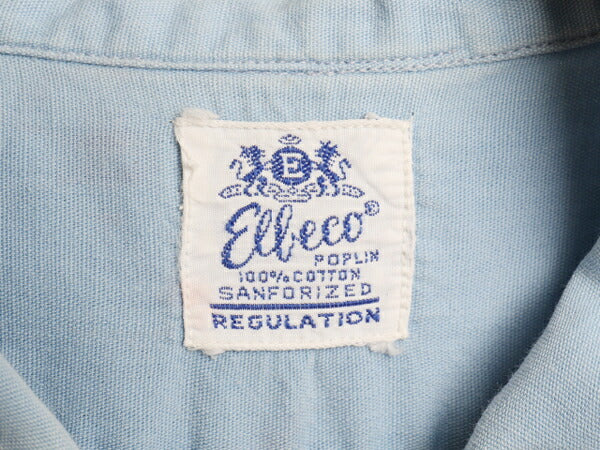 E
Elbeco®
POPLIN
100% COTTON
SANFORIZED
REGULATION